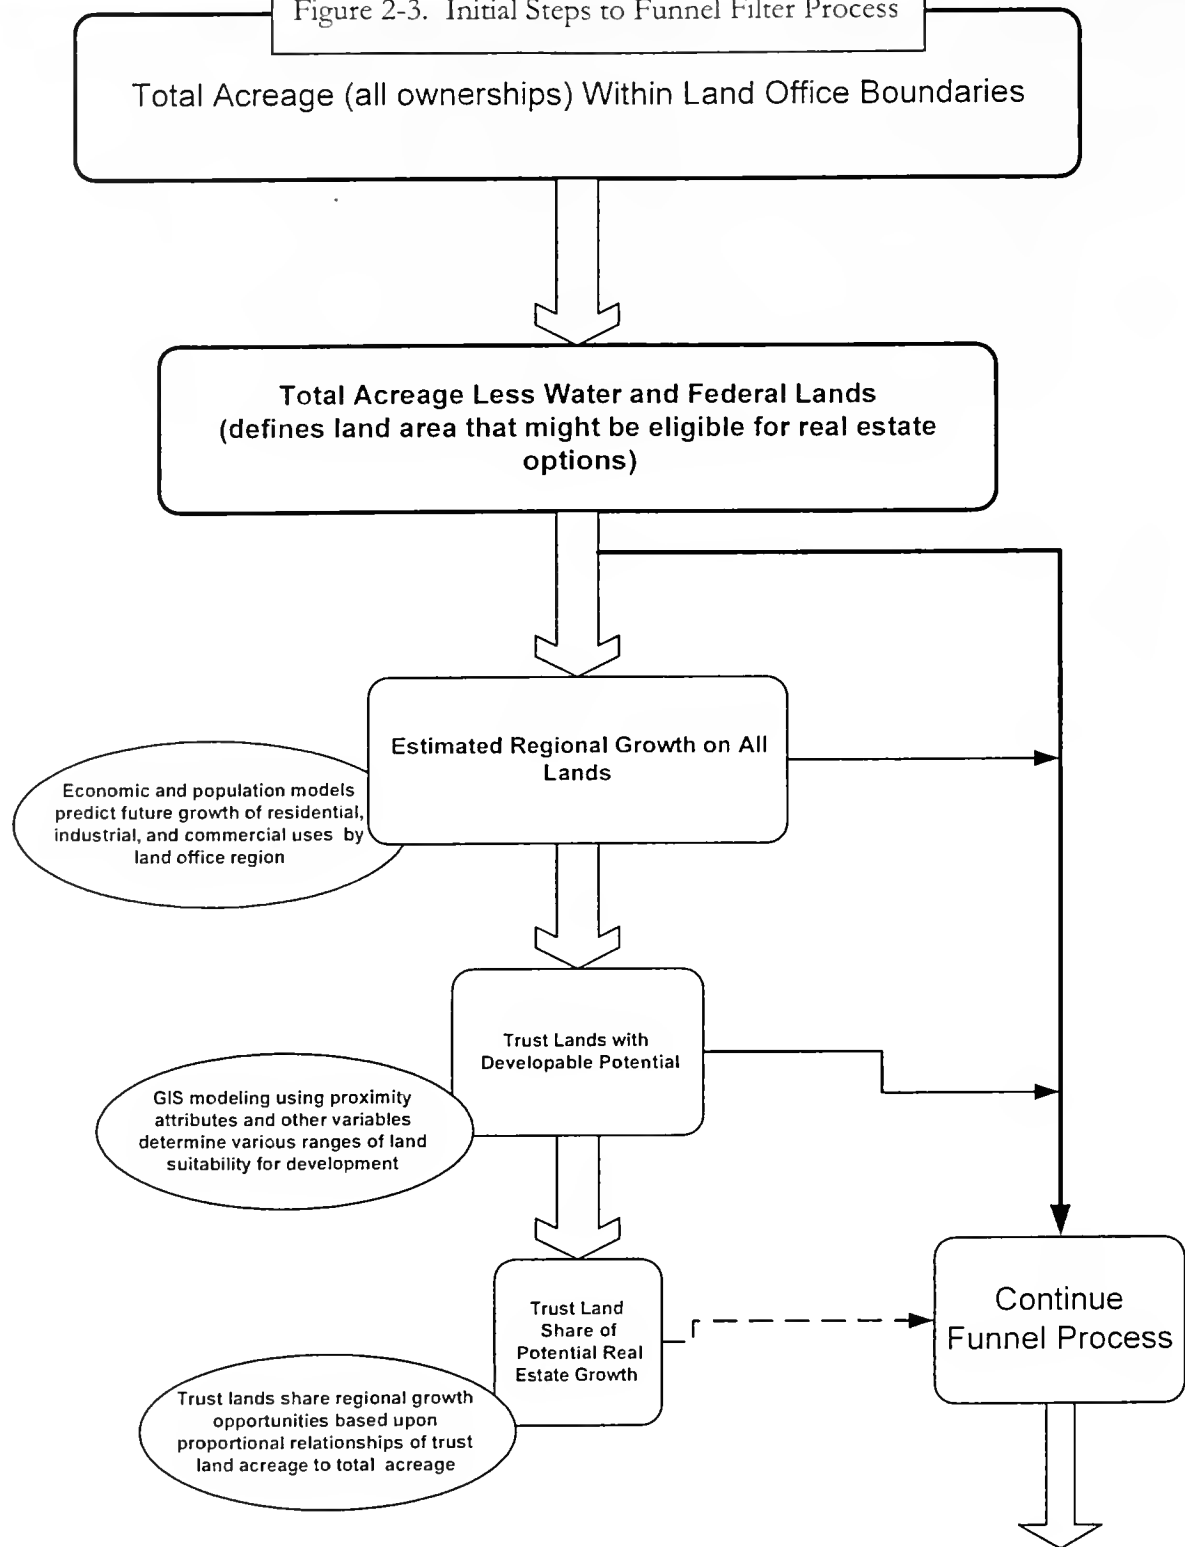 Figure 2-3. Initial Steps to Funnel Filter Process
Total Acreage (all ownerships) Within Land Office Boundaries
Total Acreage Less Water and Federal Lands
(defines land area that might be eligible for real estate
options)
Estimated Regional Growth on All
Lands
Economic and population models
predict future growth of residential,
industrial, and commercial uses by
land office region
Trust Lands with
Developable Potential
GIS modeling using proximity
attributes and other variables
determine various ranges of land
suitability for development
Trust Land
Share of
Potential Real
Estate Growth
Continue
Funnel Process
Trust lands share regional growth
opportunities based upon
proportional relationships of trust
land acreage to total acreage